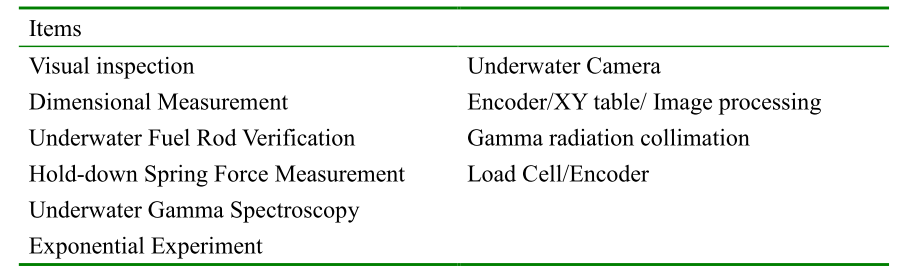 Items
Visual inspection Underwater Camera
Dimensional Measurement Encoder/XY table/ Image processing
Underwater Fuel Rod Verification Gamma radiation collimation
Hold-down Spring Force Measurement Load Cell/Encoder
Underwater Gamma Spectroscopy
Exponential Experiment